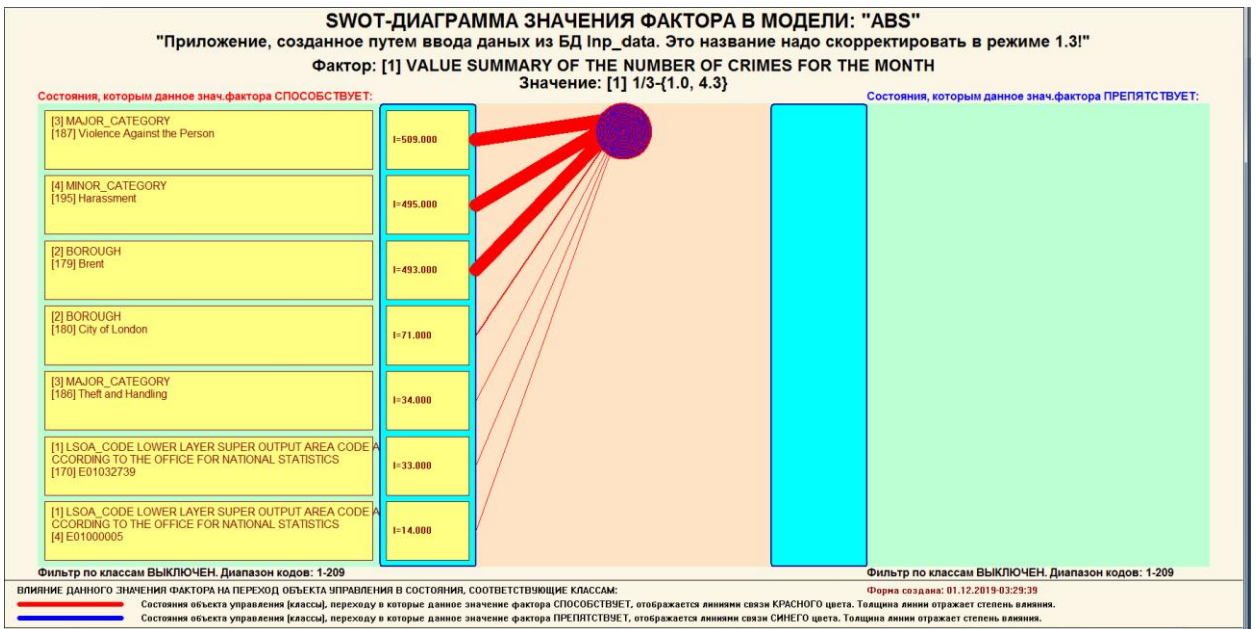 SWOT-ДИАГРАММА ЗНАЧЕНИЯ ФАКТОРА В МОДЕЛИ: "ABS"
"Приложение, созданное путем ввода даных из БД Inp_data. Это название надо скорректировать в режиме 1.3!"
Фактор: [1] VALUE SUMMARY OF THE NUMBER OF CRIMES FOR THE MONTH
Значение: [1] 1/3-{1.0, 4.3}
Состояния, которым данное знач.фактора СПОСОБСТВУЕТ:
Состояния, которым данное знач.фактора ПРЕПЯТСТВУЕТ:
[3] MAJOR_CATEGORY
[187] Violence Against the Person
I=509.000
[4] MINOR_CATEGORY
[195] Harassment
I=495.000
[2] BOROUGH
[179] Brent
I=493.000
[2] BOROUGH
[180] City of London
I=71.000
[3] MAJOR_CATEGORY
[186] Theft and Handling
I=34.000
[1] LSOA_CODE LOWER LAYER SUPER OUTPUT AREA CODE A
CCORDING TO THE OFFICE FOR NATIONAL STATISTICS
[170] E01032739
I=33.000
[1] LSOA_CODE LOWER LAYER SUPER OUTPUT AREA CODE A
CCORDING TO THE OFFICE FOR NATIONAL STATISTICS
[4] E01000005
I=14.000
Фильтр по классам ВЫКЛЮЧЕН. Диапазон кодов: 1-209
Фильтр по классам ВЫКЛЮЧЕН. Диапазон кодов: 1-209
ВЛИЯНИЕ ДАННОГО ЗНАЧЕНИЯ ФАКТОРА НА ПЕРЕХОД ОБЪЕКТА УПРАВЛЕНИЯ В СОСТОЯНИЯ, СООТВЕТСТВУЮЩИЕ КЛАССАМ:
Форма создана: 01.12.2019-03:29:39
Состояния объекта управления [классы], переходу в которые данное значение фактора СПОСОБСТВУЕТ, отображается линиями связи КРАСНОГО цвета. Толщина линии отражает степень влияния.
Состояния объекта управления [классы], переходу в которые данное значение фактора ПРЕПЯТСТВУЕТ, отображается линиями связи СИНЕГО цвета. Толщина линии отражает степень влияния.